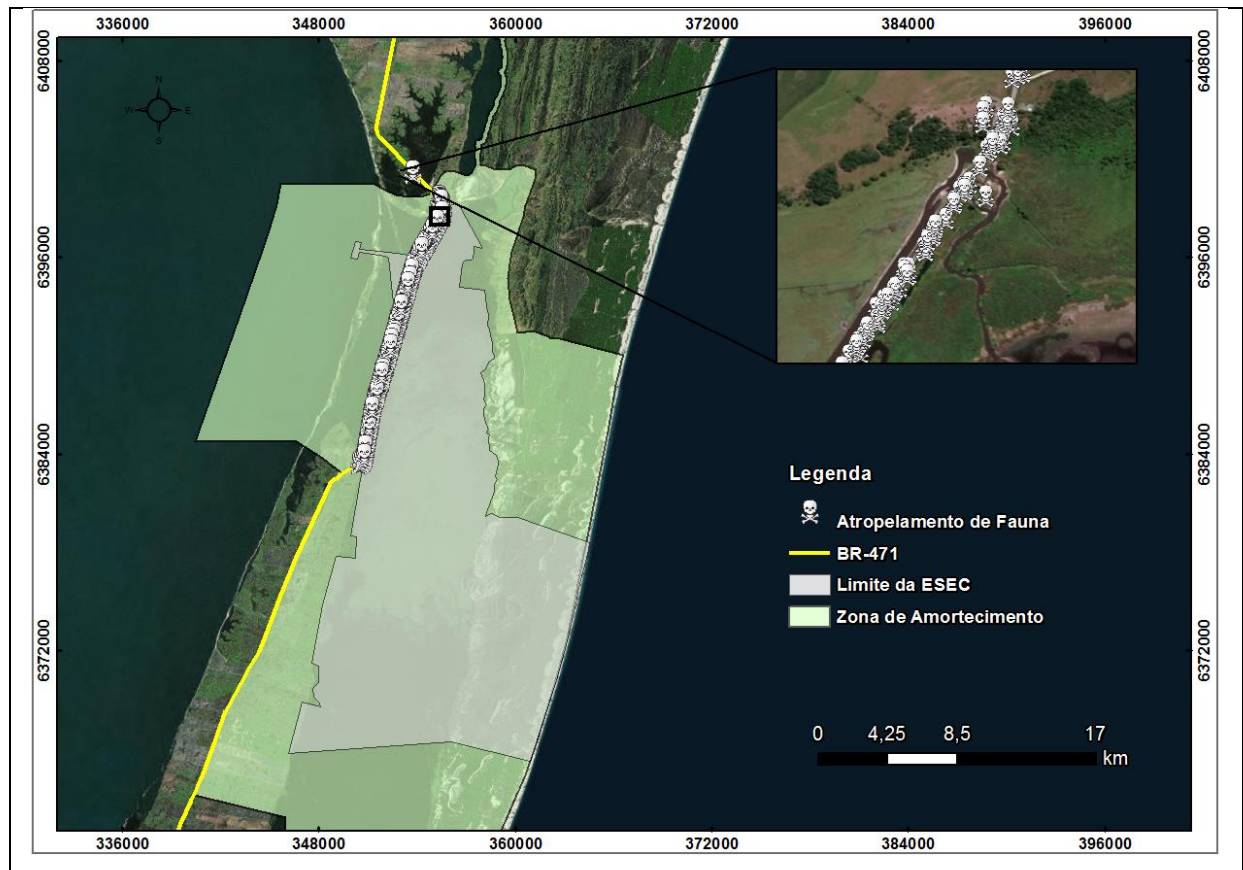 336000 348000 360000 372000 384000 396000
6408000 6408000
N
W E
S
6396000 6396000
6384000 6384000
Legenda
Atropelamento de Fauna
BR-471
Limite da ESEC
Zona de Amortecimento
6372000 6372000
0 4,25 8,5 17
km
336000 348000 360000 372000 384000 396000